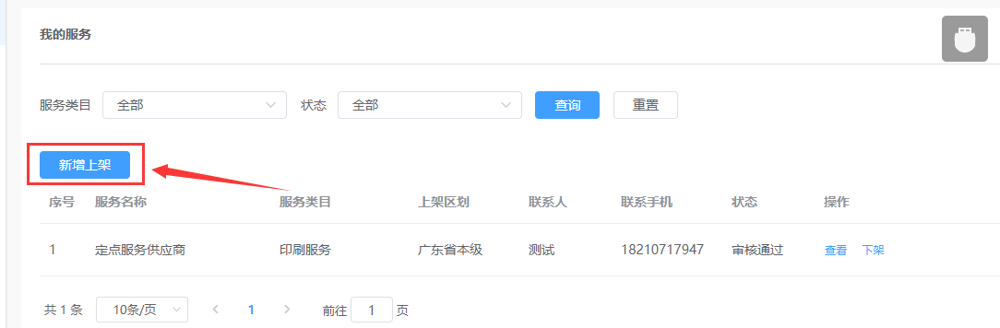 我的服务
服务类目 全部 状态 全部 查询 重置
新增上架
序号 服务名称 服务类目 上架区划 联系人 联系手机 状态 操作
1 定点服务供应商 印刷服务 广东省本级 测试 18210717947 审核通过 查看 下架
共 1 条 10条/页 1 前往 1 页